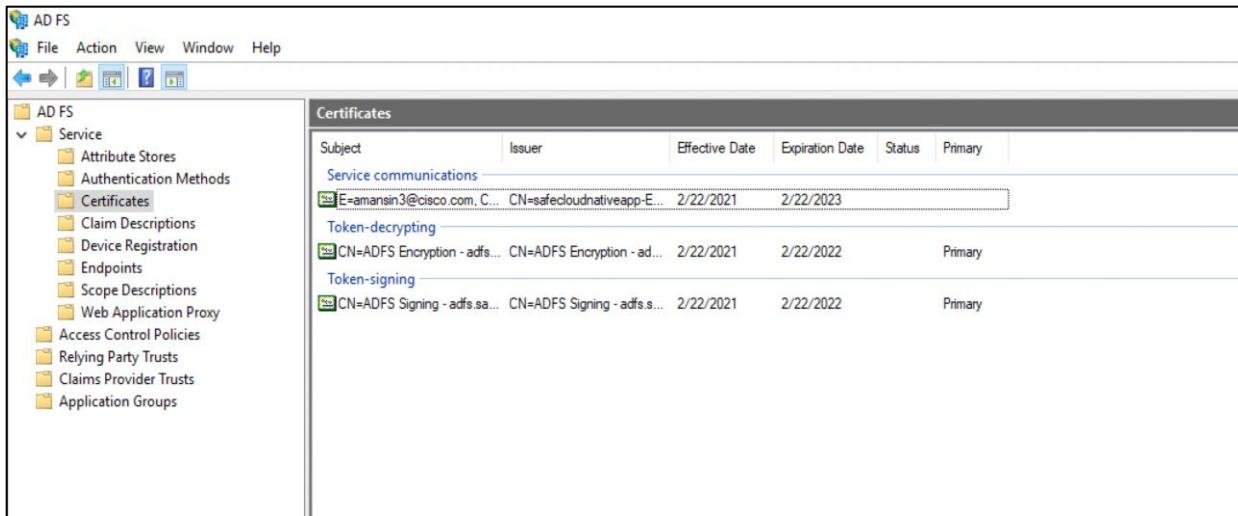 AD FS
File Action View Window Help
AD FS
Service
Attribute Stores
Authentication Methods
Certificates
Claim Descriptions
Device Registration
Endpoints
Scope Descriptions
Web Application Proxy
Access Control Policies
Relying Party Trusts
Claims Provider Trusts
Application Groups
Certificates
Subject Issuer Effective Date Expiration Date Status Primary
Service communications
E=amansin3@cisco.com, C... CN=safecloudnativeapp-E... 2/22/2021 2/22/2023
Token-decrypting
CN=ADFS Encryption - adfs... CN=ADFS Encryption - ad... 2/22/2021 2/22/2022 Primary
Token-signing
CN=ADFS Signing - adfs.sa... CN=ADFS Signing - adfs.s... 2/22/2021 2/22/2022 Primary